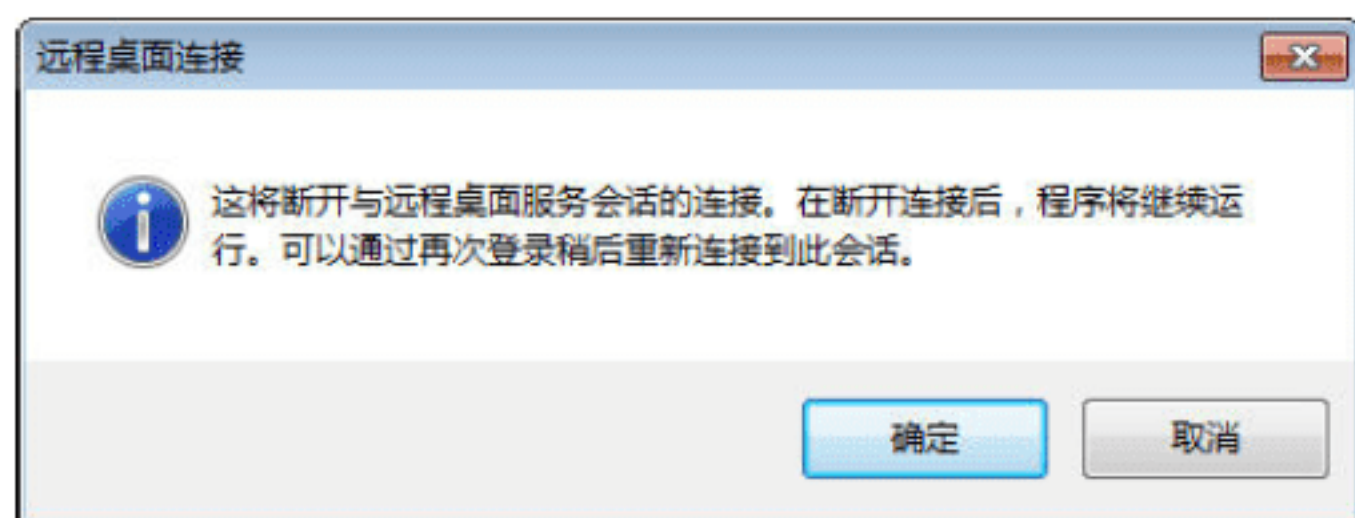 远程桌面连接
这将断开与远程桌面服务会话的连接。在断开连接后，程序将继续运
行。可以通过再次登录稍后重新连接到此会话。
确定
取消